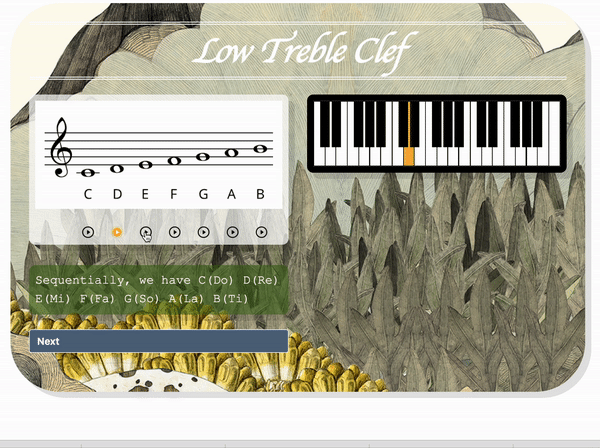 Low Treble Clef
C D E F G A B
Sequentially, we have C(Do) D(Re)
E(Mi) F(Fa) G(So) A(La) B(Ti)
Next